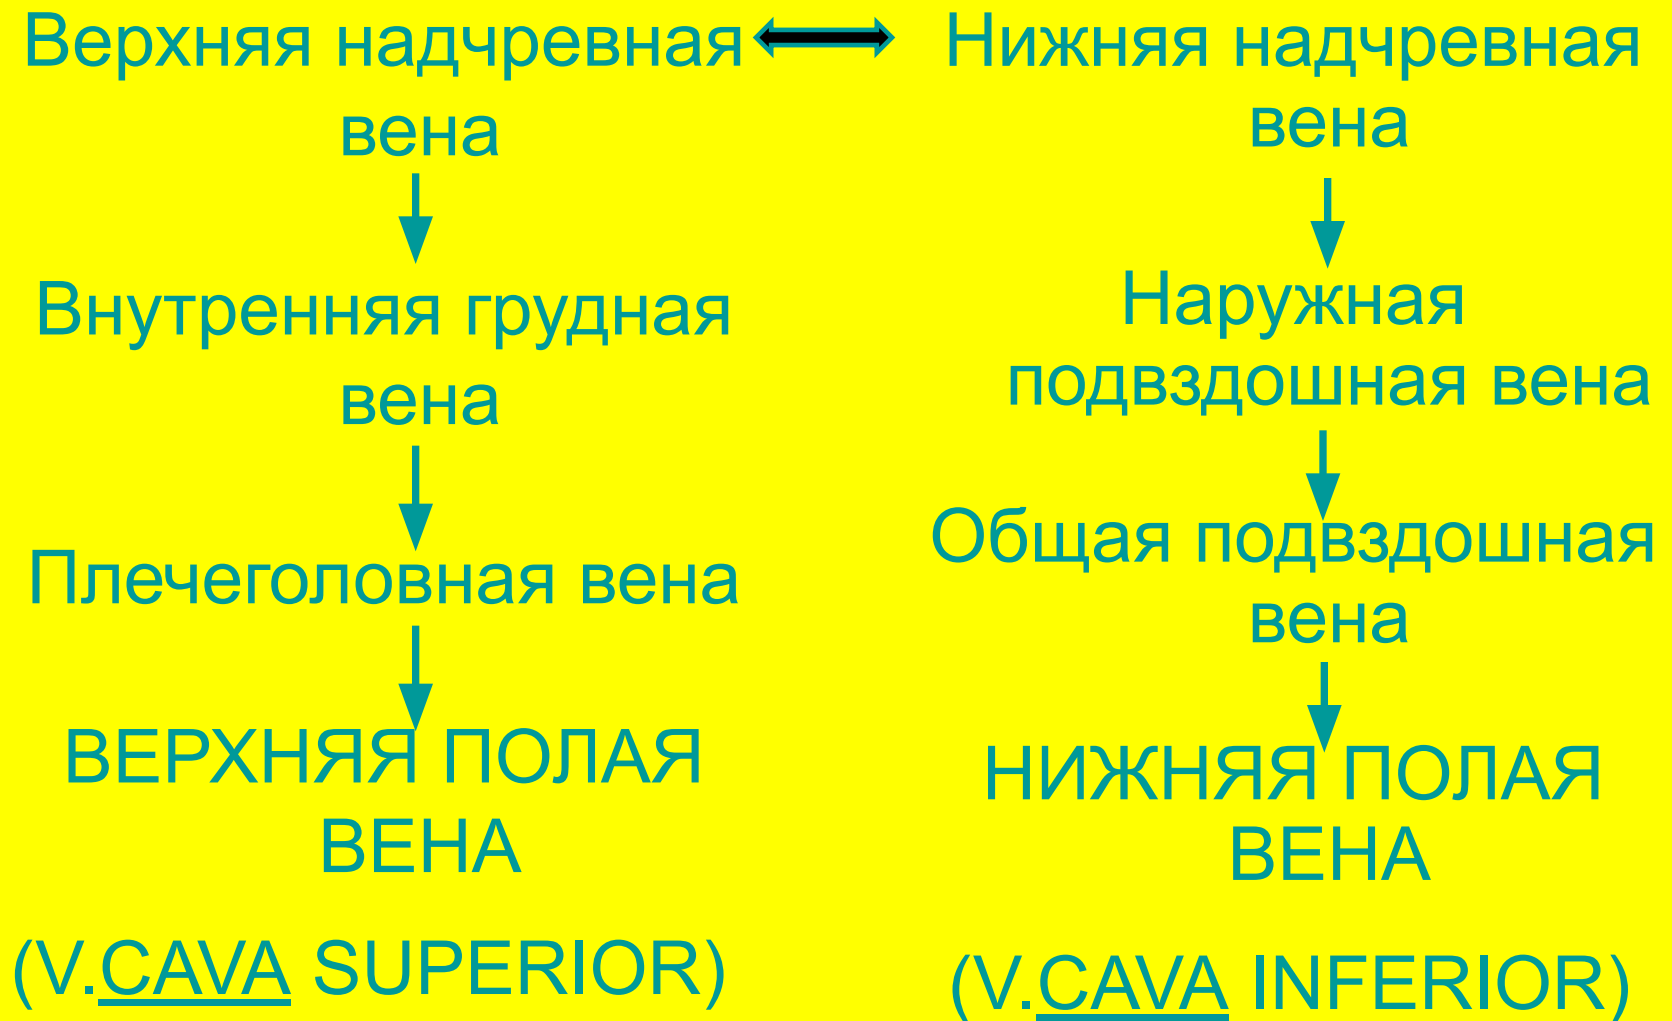 Верхняя надчревная
вена
Внутренняя грудная
вена
Плечеголовная вена
ВЕРХНЯЯ ПОЛАЯ
ВЕНА
(V.CAVA SUPERIOR)
Нижняя надчревная
вена
Наружная
подвздошная вена
Общая подвздошная
вена
НИЖНЯЯ ПОЛАЯ
ВЕНА
(V.CAVA INFERIOR)